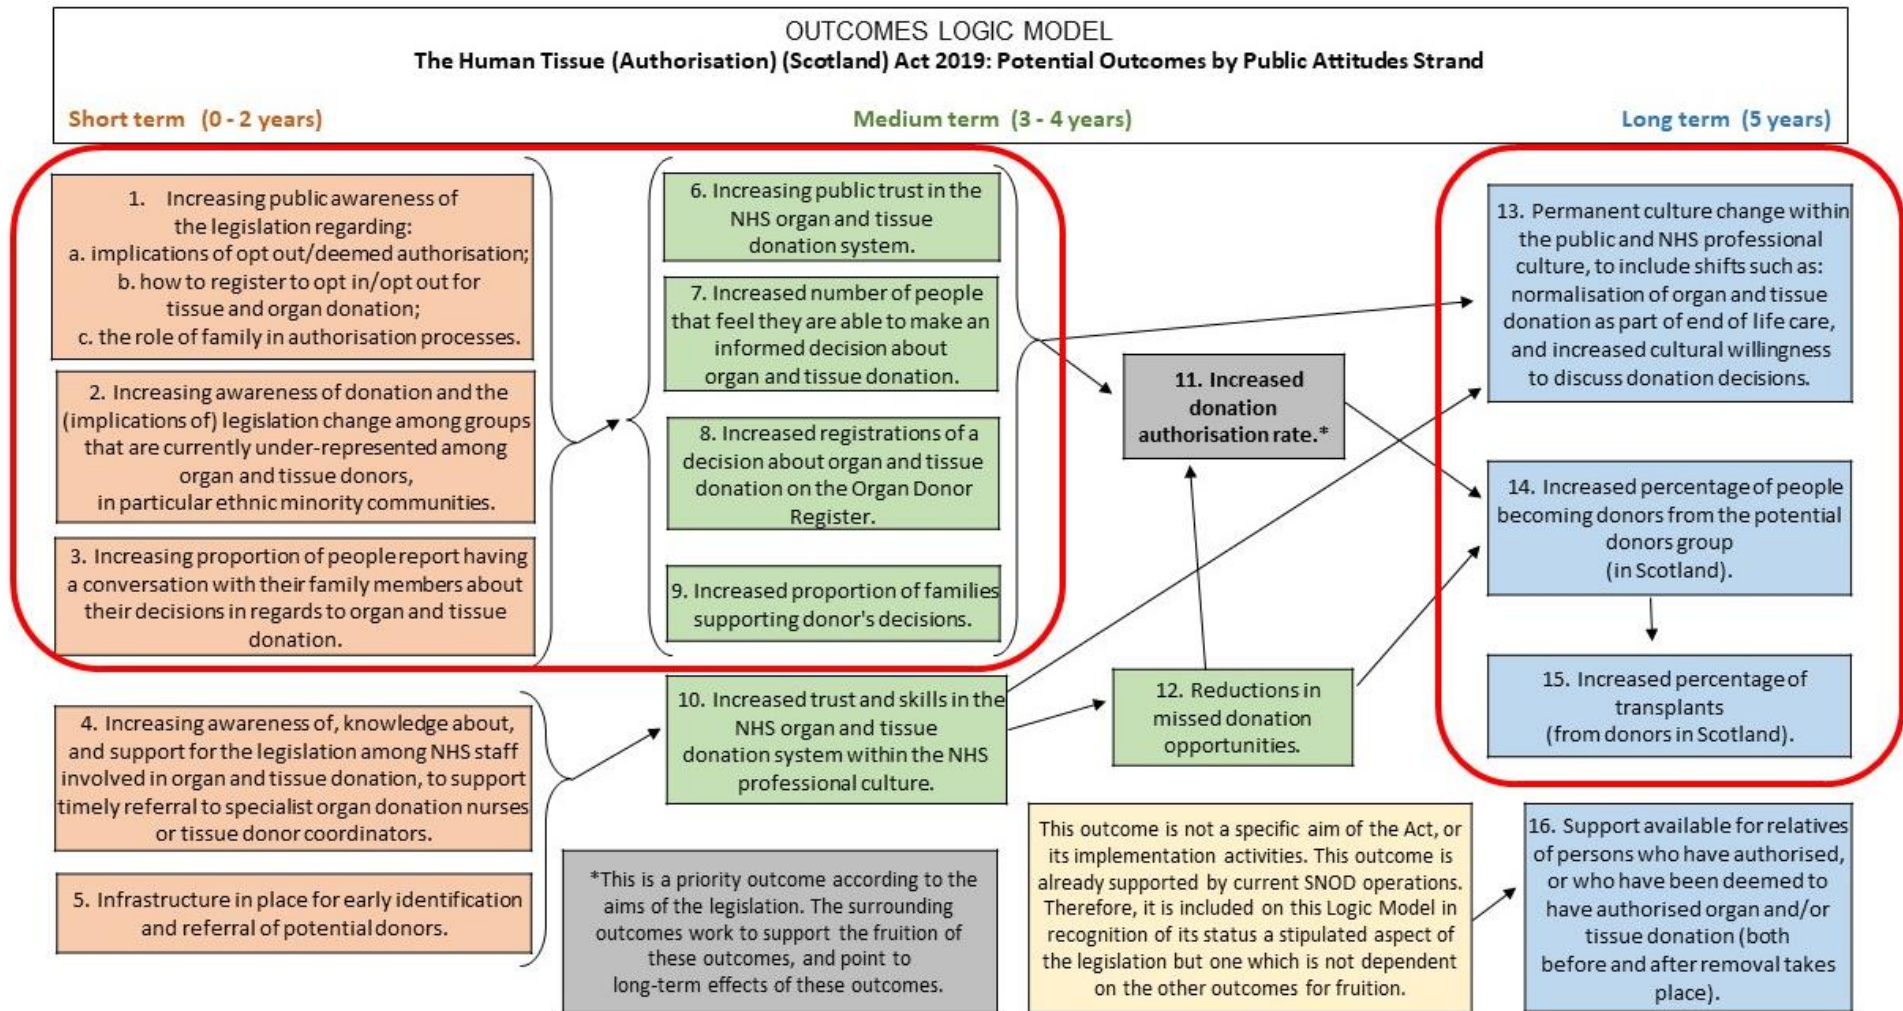 OUTCOMES LOGIC MODEL
The Human Tissue (Authorisation) (Scotland) Act 2019: Potential Outcomes by Public Attitudes Strand
Short term (0 - 2 years)
Medium term (3 - 4 years)
Long term (5 years)
1. Increasing public awareness of
the legislation regarding:
a. implications of opt out/deemed authorisation;
b. how to register to opt in/opt out for
tissue and organ donation;
c. the role of family in authorisation processes.
2. Increasing awareness of donation and the
(implications of) legislation change among groups
that are currently under-represented among
organ and tissue donors,
in particular ethnic minority communities.
3. Increasing proportion of people report having
a conversation with their family members about
their decisions in regards to organ and tissue
donation.
4. Increasing awareness of, knowledge about,
and support for the legislation among NHS staff
involved in organ and tissue donation, to support
timely referral to specialist organ donation nurses
or tissue donor coordinators.
5. Infrastructure in place for early identification
and referral of potential donors.
6. Increasing public trust in the
NHS organ and tissue
donation system.
7. Increased number of people
that feel they are able to make an
informed decision about
organ and tissue donation.
8. Increased registrations of a
decision about organ and tissue
donation on the Organ Donor
Register.
9. Increased proportion of families
supporting donor's decisions.
10. Increased trust and skills in the
NHS organ and tissue
donation system within the NHS
professional culture.
*This is a priority outcome according to the
aims of the legislation. The surrounding
outcomes work to support the fruition of
these outcomes, and point to
long-term effects of these outcomes.
11. Increased
donation
authorisation rate.*
12. Reductions in
missed donation
opportunities.
This outcome is not a specific aim of the Act, or
its implementation activities. This outcome is
already supported by current SNOD operations.
Therefore, it is included on this Logic Model in
recognition of its status a stipulated aspect of
the legislation but one which is not dependent
on the other outcomes for fruition.
13. Permanent culture change within
the public and NHS professional
culture, to include shifts such as:
normalisation of organ and tissue
donation as part of end of life care,
and increased cultural willingness
to discuss donation decisions.
14. Increased percentage of people
becoming donors from the potential
donors group
(in Scotland).
15. Increased percentage of
transplants
(from donors in Scotland).
16. Support available for relatives
of persons who have authorised,
or who have been deemed to
have authorised organ and/or
tissue donation (both
before and after removal takes
place).